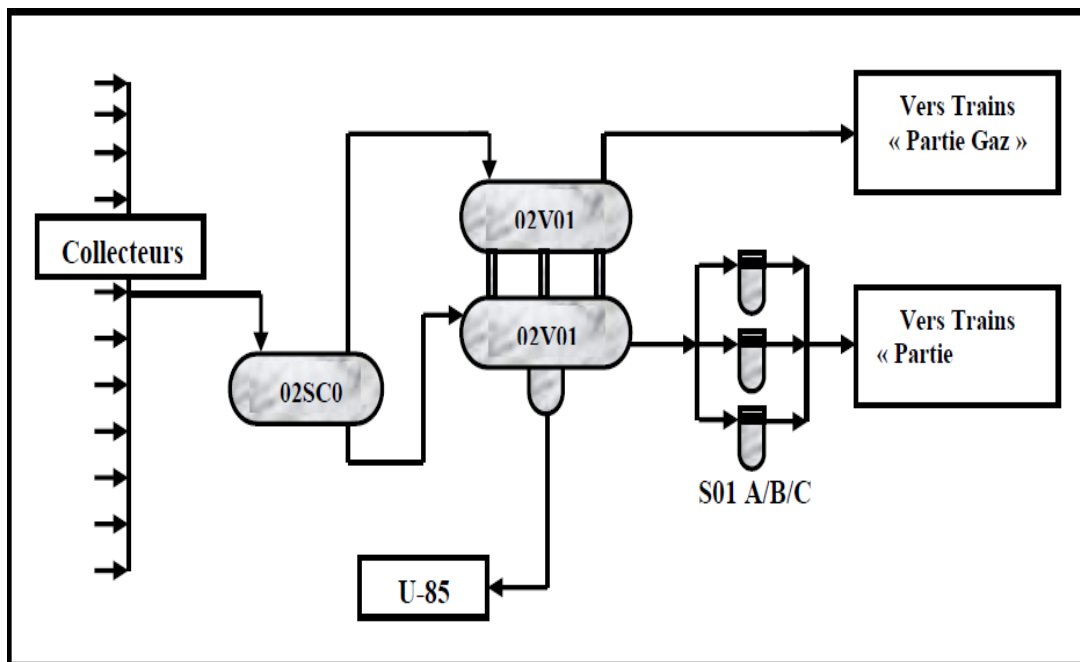 Vers Trains
« Partie Gaz »
02V01
Collecteurs
02V01
Vers Trains
« Partie
02SC0
S01 A/B/C
U-85